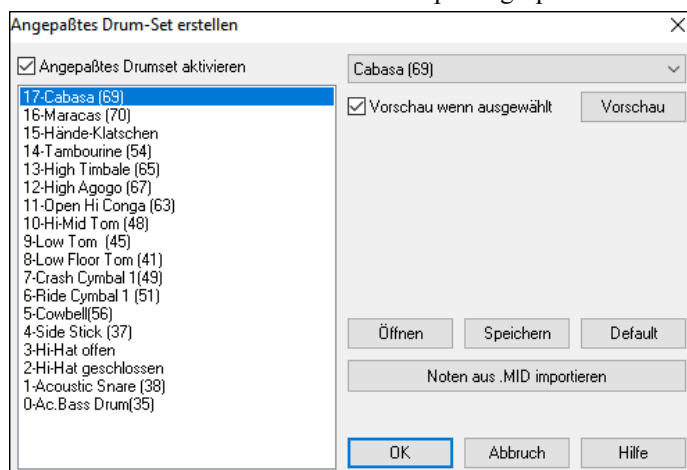 Angepaßtes Drum-Set erstellen
Angepaßtes Drumset aktivieren
17-Cabasa (69)
16-Maracas (70)
15-Hände-Klatschen
14-Tambourine (54)
13-High Timbale (65)
12-High Agogo (67)
11-Open Hi Conga (63)
10-Hi-Mid Tom (48)
9-Low Tom (45)
8-Low Floor Tom (41)
7-Crash Cymbal 1(49)
6-Ride Cymbal 1 (51)
5-Cowbell(56)
4-Side Stick (37)
3-Hi-Hat offen
2-Hi-Hat geschlossen
1-Acoustic Snare (38)
0-Ac.Bass Drum(35)
Cabasa (69)
Vorschau wenn ausgewählt Vorschau
Öffnen Speichern Default
Noten aus .MID importieren
OK Abbruch Hilfe